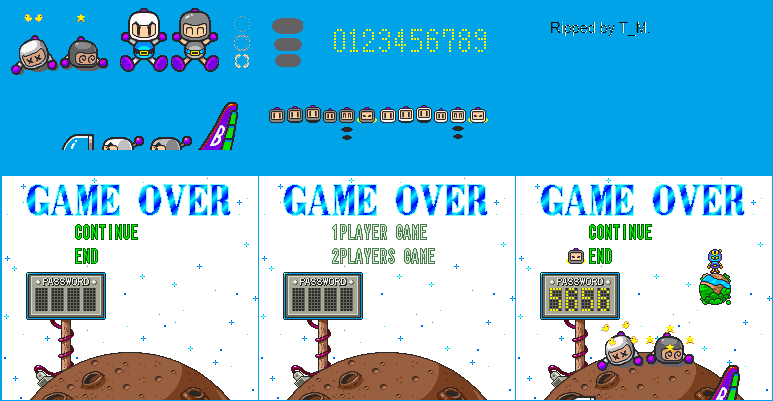 0123456789
Ripped by T_M.
B
GAME OVER
CONTINUE
END
PASSWORD
GAME OVER
1PLAYER GAME
2PLAYERS GAME
PASSWORD
GAME OVER
CONTINUE
END
PASSWORD
5656